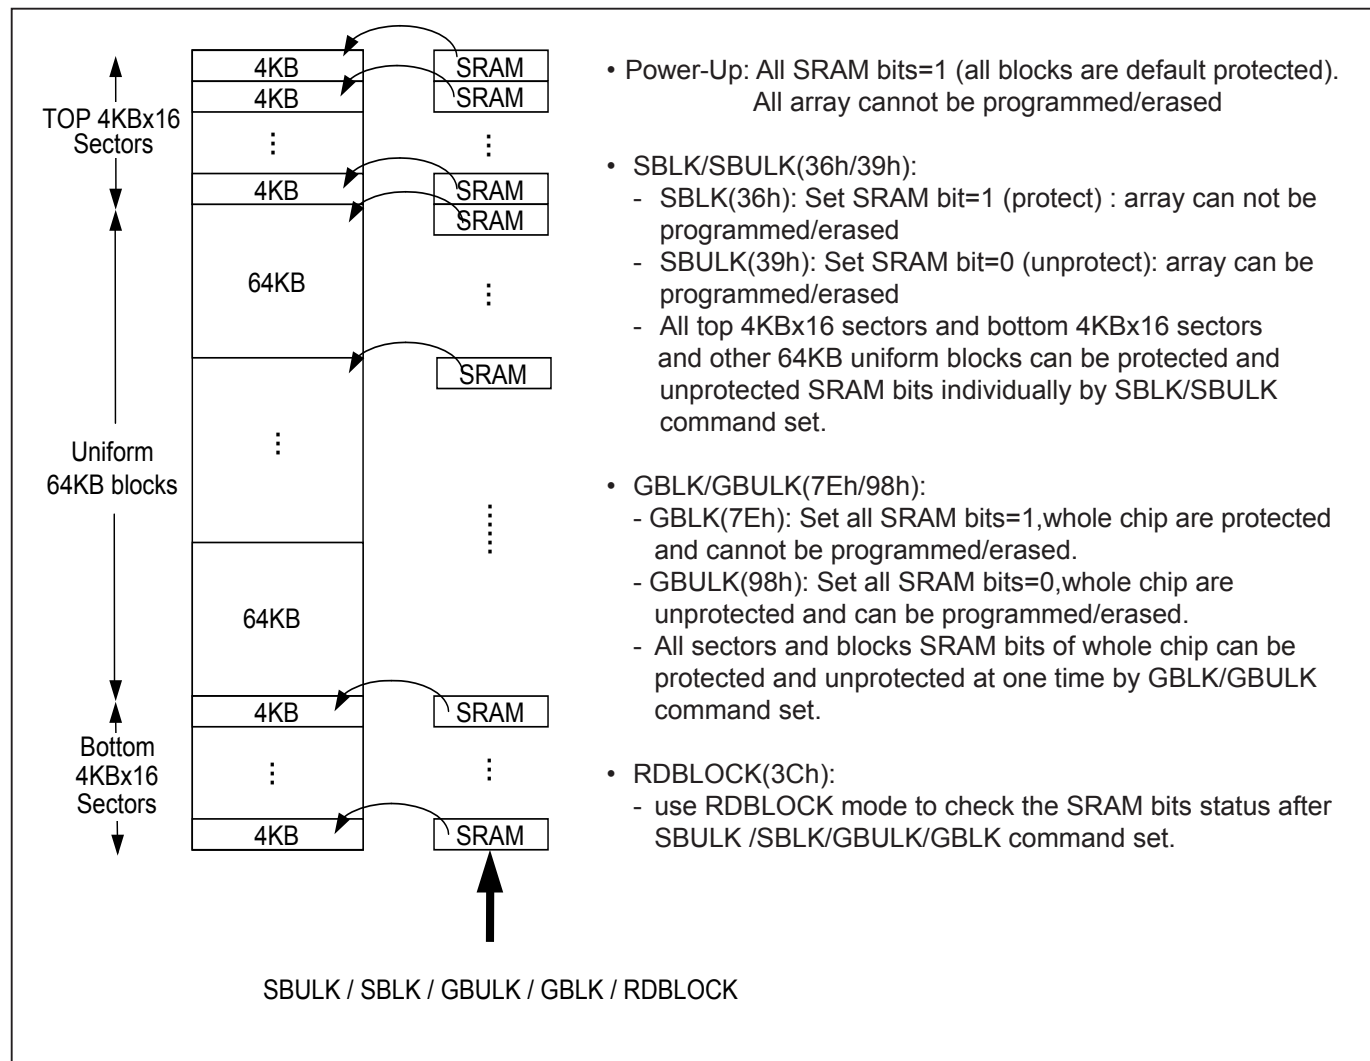 4KB
SRAM
4KB
SRAM
TOP 4KBx16
Sectors
4KB
SRAM
SRAM
64KB
SRAM
Uniform
64KB blocks
64KB
4KB
SRAM
Bottom
4KBx16
Sectors
4KB
SRAM
SBULK / SBLK / GBULK / GBLK / RDBLOCK
• Power-Up: All SRAM bits=1 (all blocks are default protected).
All array cannot be programmed/erased
• SBLK/SBULK(36h/39h):
- SBLK(36h): Set SRAM bit=1 (protect) : array can not be
programmed/erased
- SBULK(39h): Set SRAM bit=0 (unprotect): array can be
programmed/erased
- All top 4KBx16 sectors and bottom 4KBx16 sectors
and other 64KB uniform blocks can be protected and
unprotected SRAM bits individually by SBLK/SBULK
command set.
• GBLK/GBULK(7Eh/98h):
- GBLK(7Eh): Set all SRAM bits=1,whole chip are protected
and cannot be programmed/erased.
- GBULK(98h): Set all SRAM bits=0,whole chip are
unprotected and can be programmed/erased.
- All sectors and blocks SRAM bits of whole chip can be
protected and unprotected at one time by GBLK/GBULK
command set.
• RDBLOCK(3Ch):
- use RDBLOCK mode to check the SRAM bits status after
SBULK /SBLK/GBULK/GBLK command set.